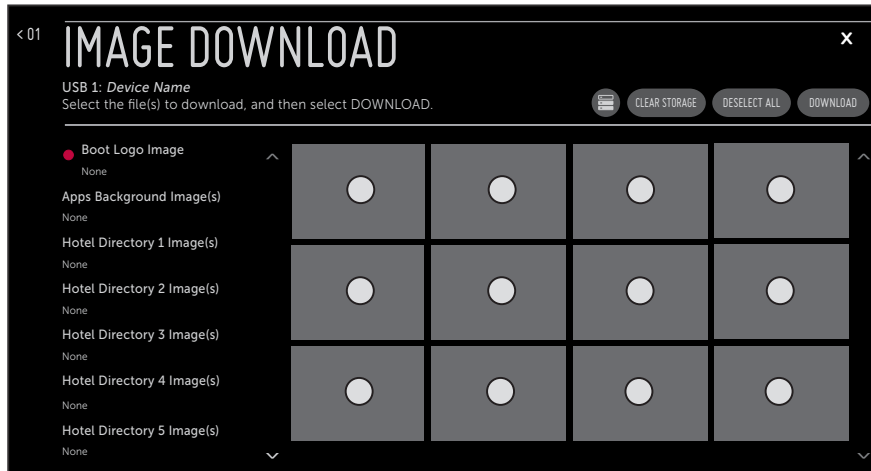 < 01
IMAGE DOWNLOAD
X
USB 1: Device Name
Select the file(s) to download, and then select DOWNLOAD.
CLEAR STORAGE
DESELECT ALL
DOWNLOAD
Boot Logo Image
None
Apps Background Image(s)
None
Hotel Directory 1 Image(s)
None
Hotel Directory 2 Image(s)
None
Hotel Directory 3 Image(s)
None
Hotel Directory 4 Image(s)
None
Hotel Directory 5 Image(s)
None